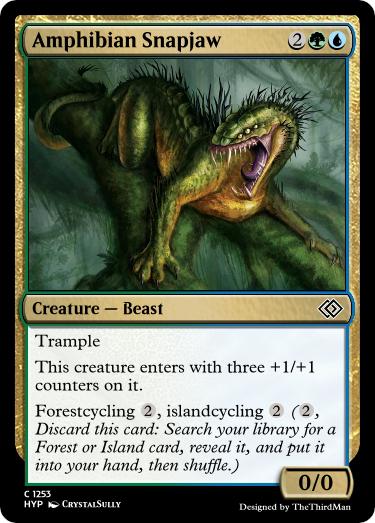 Amphibian Snapjaw 2
Creature — Beast
Trample
This creature enters with three +1/+1
counters on it.
Forestcycling 2, islandcycling 2 (2,
Discard this card: Search your library for a
Forest or Island card, reveal it, and put it
into your hand, then shuffle.)
0/0
C 1253
HYP CrystalSully
Designed by TheThirdMan